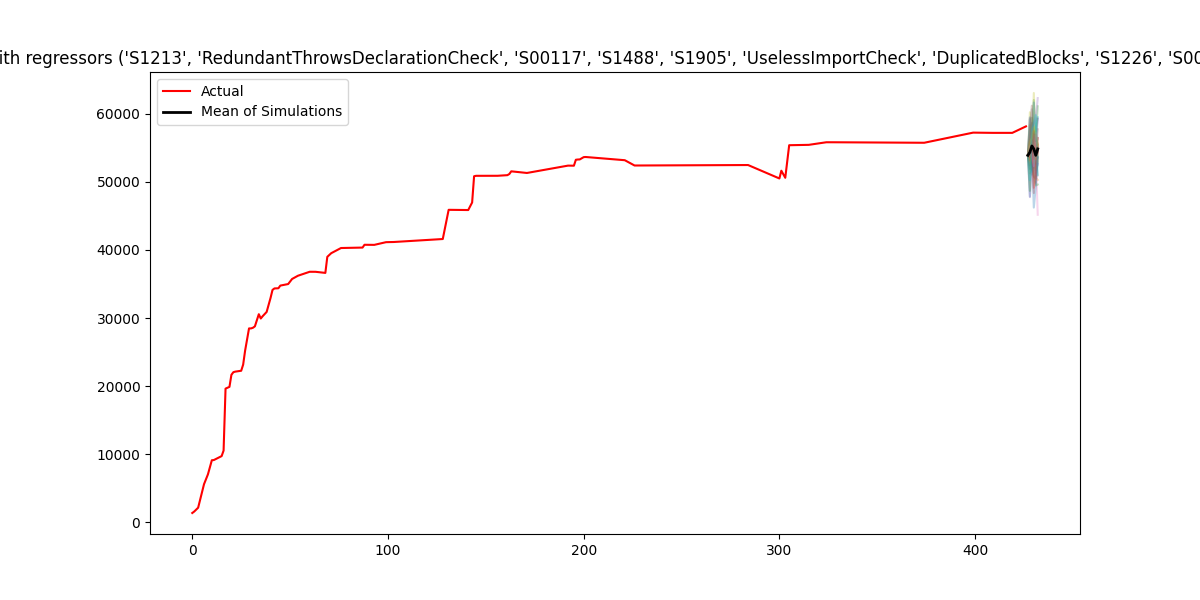 ith regressors ('S1213', 'RedundantThrowsDeclarationCheck', 'S00117', 'S1488', 'S1905', 'UselessImportCheck', 'DuplicatedBlocks', 'S1226', 'S00
Actual
Mean of Simulations
60000
50000
40000
30000
20000
10000
0
0 100 200 300 400